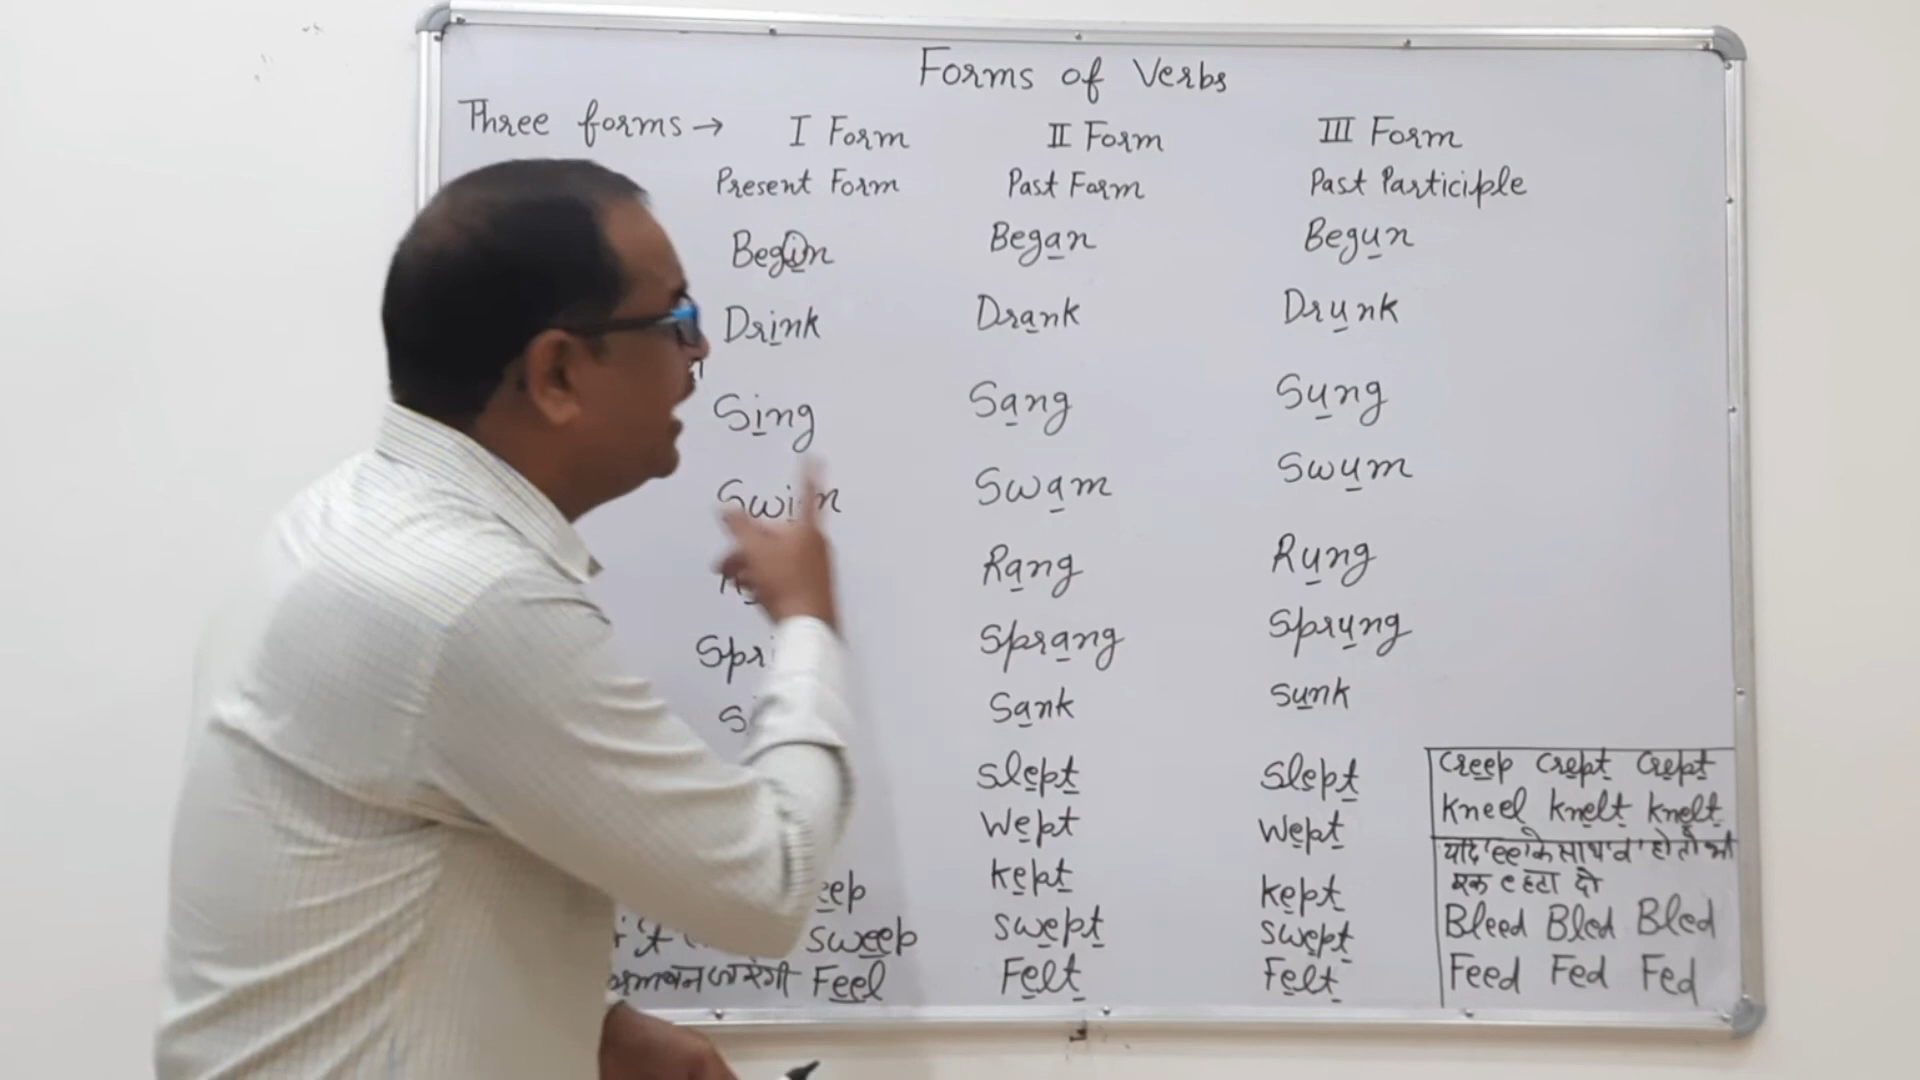 Forms of Verbs
Three forms → I Form II Form III Form
Present Form Past Form Past Participle
Begin Began Begun
Drink Drank Drunk
Sing Sang Sung
Swim Swam Swum
Rang Rung
Spri Sprang Sprung
Si Sank Sunk
Slept Slept
Wept Wept
eep kept kept
Sweep Swept Swept
Feel Felt Felt
Creep Crept Crept
Kneel Knelt Knelt
यदि 'ee' के साथ 'd' हो तो भी
एक e हटा दो
Bleed Bled Bled
Feed Fed Fed